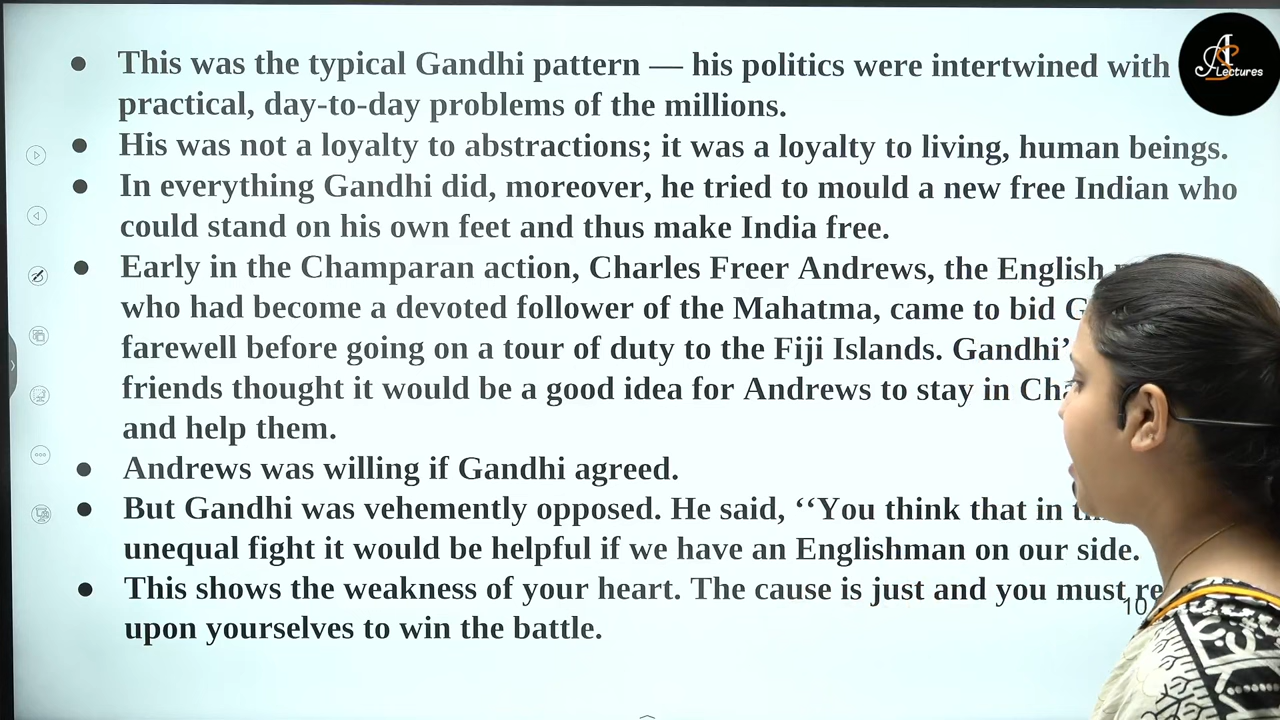 ● This was the typical Gandhi pattern — his politics were intertwined with
practical, day-to-day problems of the millions.
● His was not a loyalty to abstractions; it was a loyalty to living, human beings.
● In everything Gandhi did, moreover, he tried to mould a new free Indian who
could stand on his own feet and thus make India free.
● Early in the Champaran action, Charles Freer Andrews, the English
who had become a devoted follower of the Mahatma, came to bid
farewell before going on a tour of duty to the Fiji Islands. Gandhi’
friends thought it would be a good idea for Andrews to stay in
and help them.
● Andrews was willing if Gandhi agreed.
● But Gandhi was vehemently opposed. He said, ‘‘You think that in
unequal fight it would be helpful if we have an Englishman on our side.
● This shows the weakness of your heart. The cause is just and you must
upon yourselves to win the battle.
10
AS
Lectures